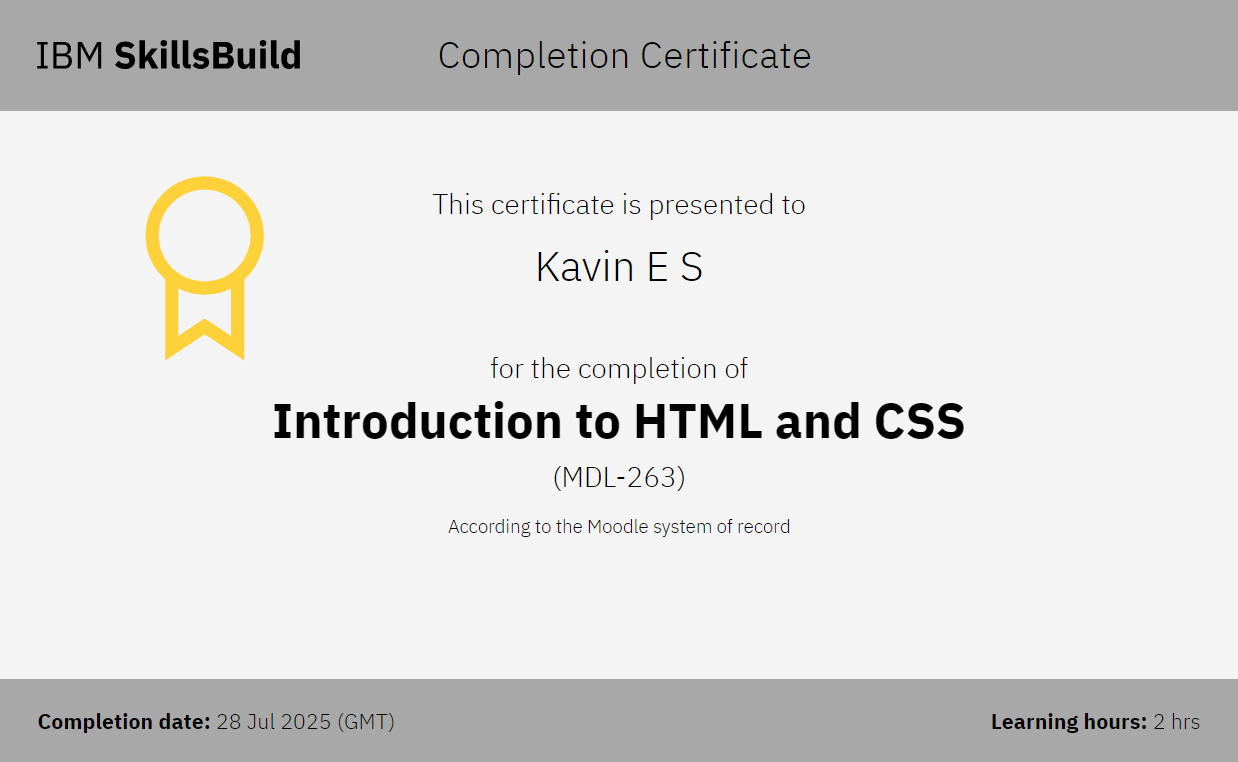 IBM SkillsBuild
Completion Certificate
This certificate is presented to
Kavin E S
for the completion of
Introduction to HTML and CSS
(MDL-263)
According to the Moodle system of record
Completion date: 28 Jul 2025 (GMT)
Learning hours: 2 hrs